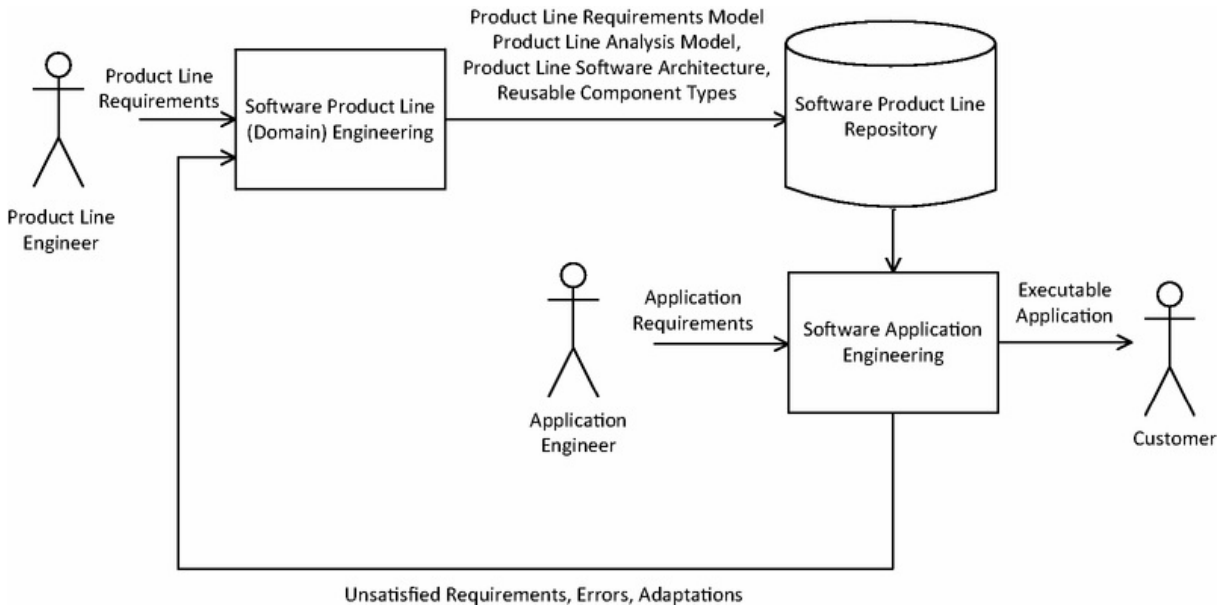 Product Line Requirements Model
Product Line Analysis Model,
Product Line Software Architecture,
Reusable Component Types
Product Line
Requirements
Software Product Line
(Domain) Engineering
Software Product Line
Repository
Product Line
Engineer
Application
Requirements
Software Application
Engineering
Executable
Application
Application
Engineer
Customer
Unsatisfied Requirements, Errors, Adaptations